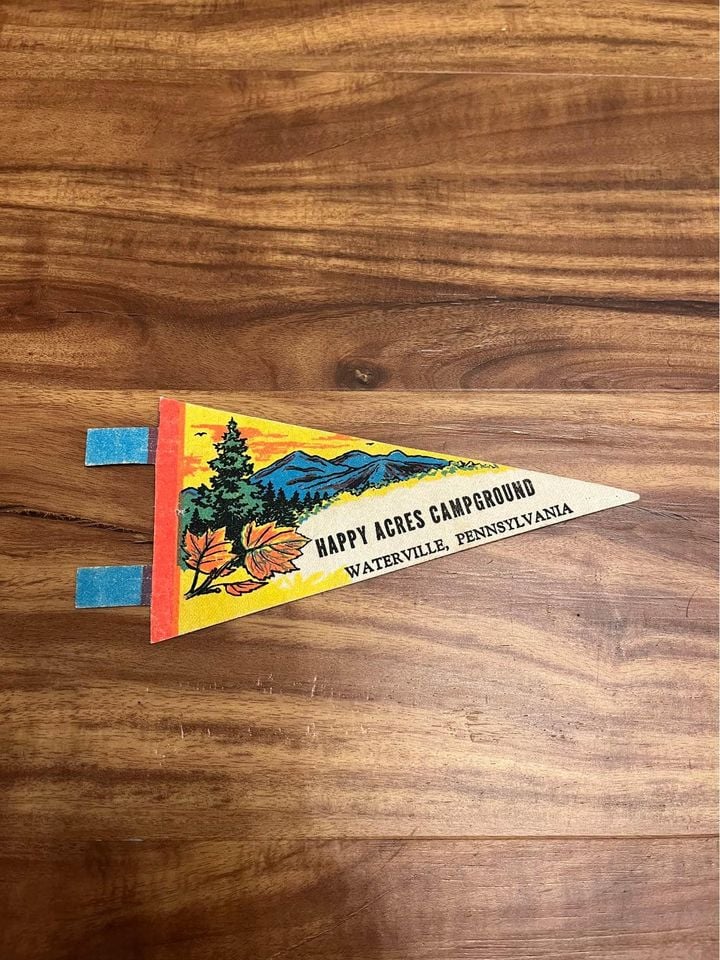 HAPPY ACRES CAMPGROUND
WATERVILLE, PENNSYLVANIA